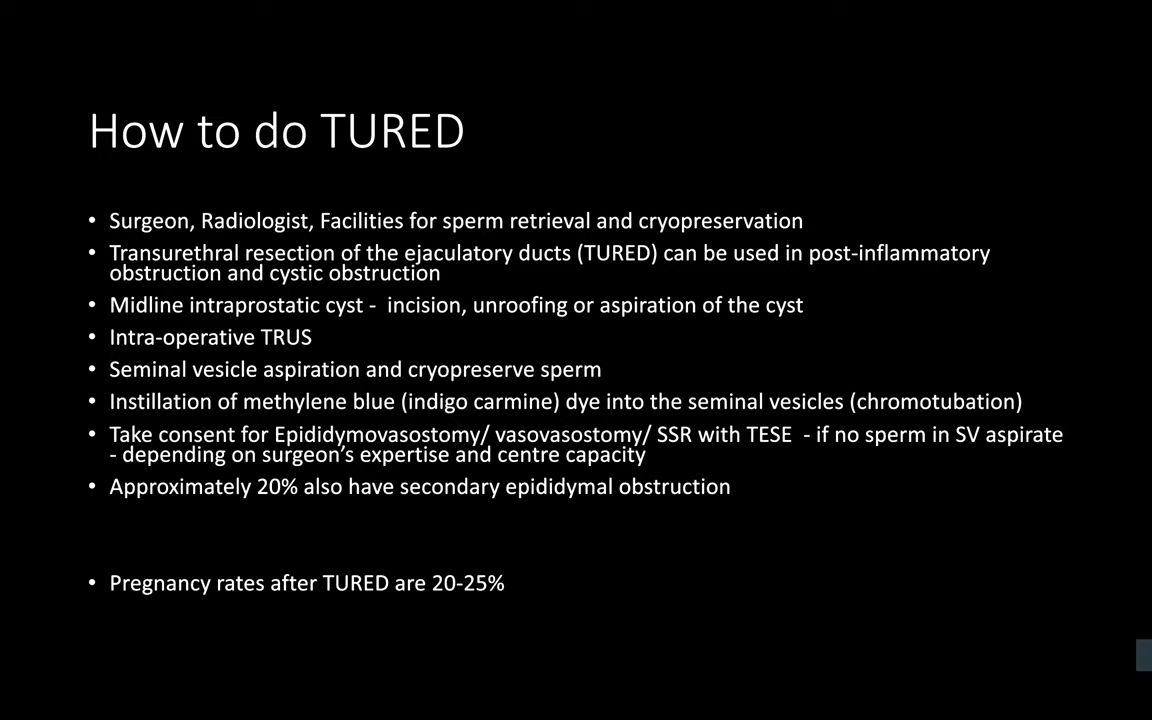 How to do TURED
• Surgeon, Radiologist, Facilities for sperm retrieval and cryopreservation
• Transurethral resection of the ejaculatory ducts (TURED) can be used in post-inflammatory
obstruction and cystic obstruction
• Midline intraprostatic cyst - incision, unroofing or aspiration of the cyst
• Intra-operative TRUS
• Seminal vesicle aspiration and cryopreserve sperm
• Instillation of methylene blue (indigo carmine) dye into the seminal vesicles (chromotubation)
• Take consent for Epididymovasostomy/ vasovasostomy/ SSR with TESE - if no sperm in SV aspirate
- depending on surgeon’s expertise and centre capacity
• Approximately 20% also have secondary epididymal obstruction
• Pregnancy rates after TURED are 20-25%